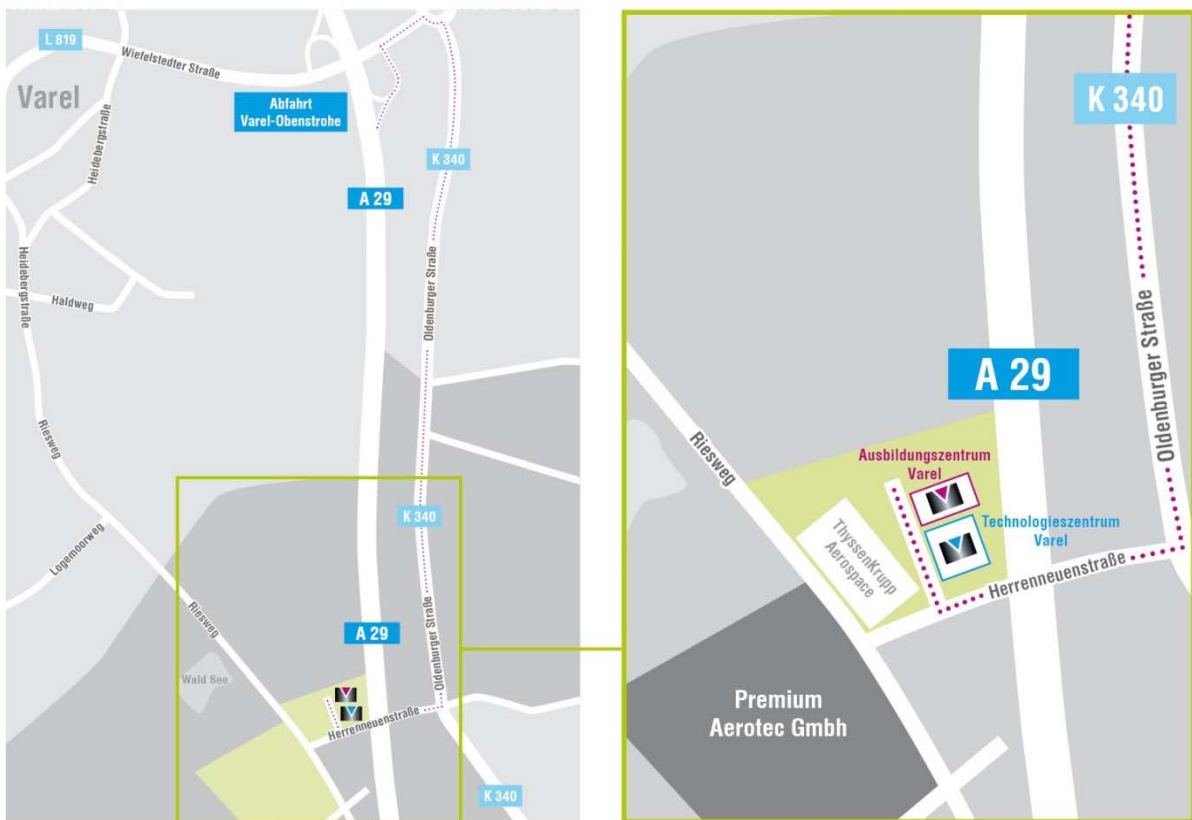 L 819
Wiefelstedter Straße
Varel
Abfahrt
Varel-Obenstrohe
Heidebergstraße
K 340
A 29
Heidebergstraße
Oldenburger Straße
Haldweg
Riesweg
K 340
Logemoorweg
Riesweg
A 29
Oldenburger Straße
Wald See
Herrenneuenstraße
K 340
K 340
Oldenburger Straße
A 29
Riesweg
Ausbildungszentrum
Varel
ThyssenKrupp
Aerospace
Technologieszentrum
Varel
Herrenneuenstraße
Premium
Aerotec Gmbh